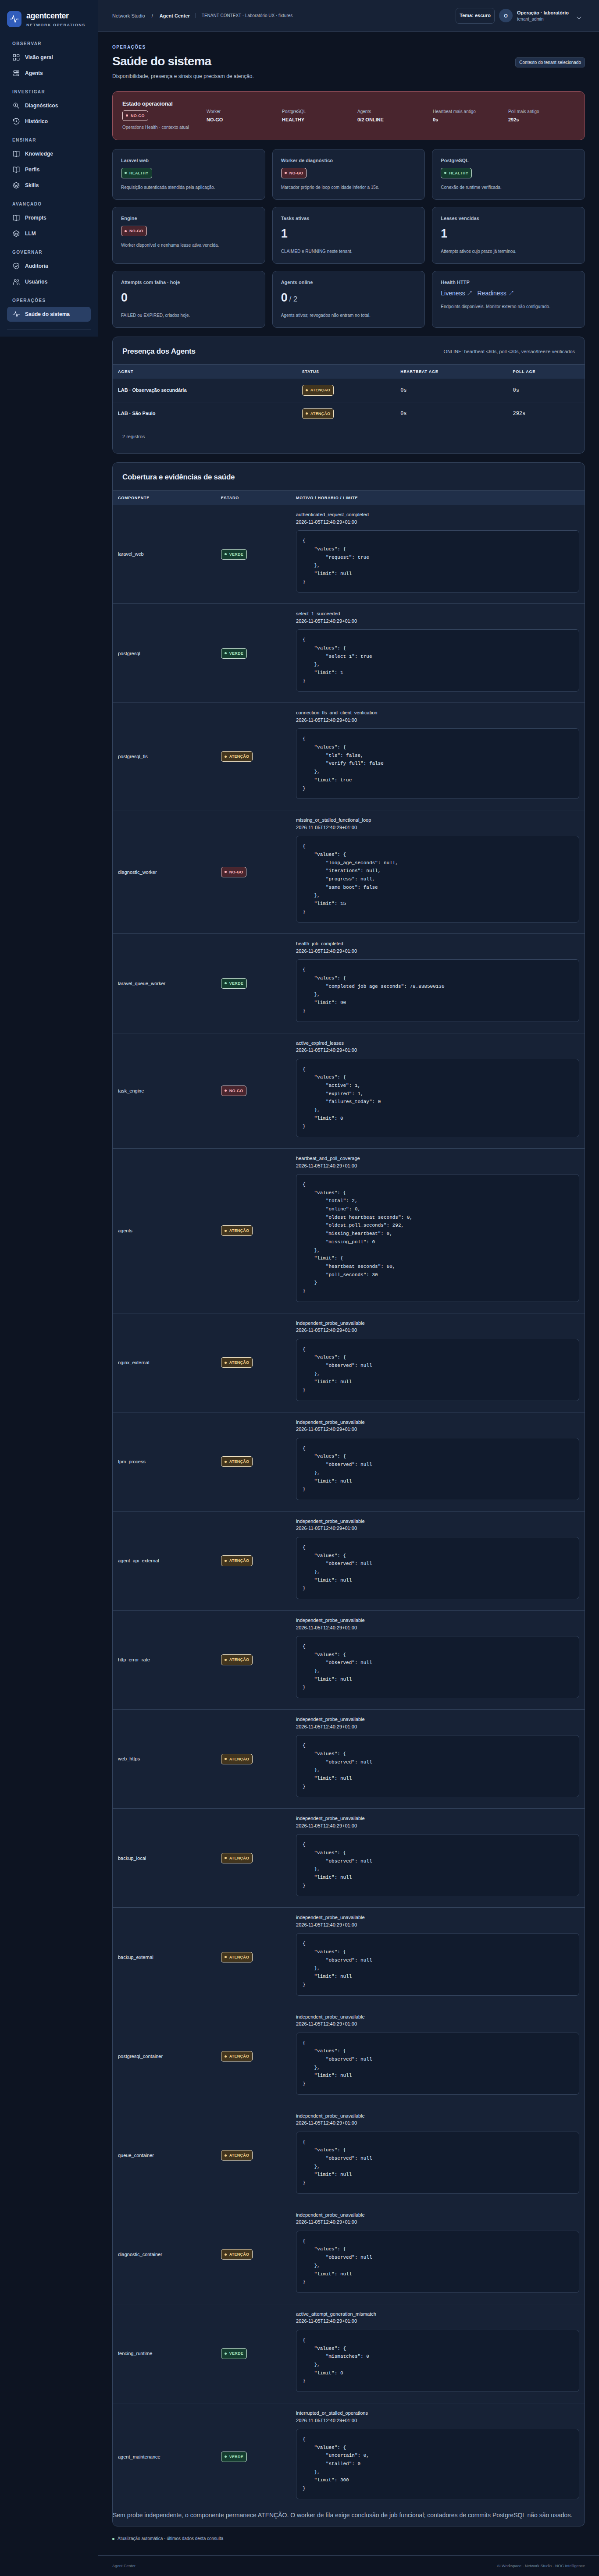 agentcenter
NETWORK OPERATIONS
OBSERVAR
Visão geral
Agents
INVESTIGAR
Diagnósticos
Histórico
ENSINAR
Knowledge
Perfis
Skills
AVANÇADO
Prompts
LLM
GOVERNAR
Auditoria
Usuários
OPERAÇÕES
Saúde do sistema
Network Studio / Agent Center TENANT CONTEXT · Laboratório UX · fixtures
Tema: escuro
O
Operação · laboratório
tenant_admin
OPERAÇÕES
Saúde do sistema
Disponibilidade, presença e sinais que precisam de atenção.
Contexto do tenant selecionado
Estado operacional
NO-GO
Operations Health · contexto atual
Worker
NO-GO
PostgreSQL
HEALTHY
Agents
0/2 ONLINE
Heartbeat mais antigo
0s
Poll mais antigo
292s
Laravel web
HEALTHY
Requisição autenticada atendida pela aplicação.
Worker de diagnóstico
NO-GO
Marcador próprio de loop com idade inferior a 15s.
PostgreSQL
HEALTHY
Conexão de runtime verificada.
Engine
NO-GO
Worker disponível e nenhuma lease ativa vencida.
Tasks ativas
1
CLAIMED e RUNNING neste tenant.
Leases vencidas
1
Attempts ativos cujo prazo já terminou.
Attempts com falha · hoje
0
FAILED ou EXPIRED, criados hoje.
Agents online
0 / 2
Agents ativos; revogados não entram no total.
Health HTTP
Liveness ↗ Readiness ↗
Endpoints disponíveis. Monitor externo não configurado.
Presença dos Agents
ONLINE: heartbeat <60s, poll <30s, versão/freeze verificados
AGENT STATUS HEARTBEAT AGE POLL AGE
LAB · Observação secundária ATENÇÃO 0s 0s
LAB · São Paulo ATENÇÃO 0s 292s
2 registros
Cobertura e evidências de saúde
COMPONENTE ESTADO MOTIVO / HORÁRIO / LIMITE
authenticated_request_completed
2026-11-05T12:40:29+01:00
laravel_web VERDE
{
"values": {
"request": true
},
"limit": null
}
select_1_succeeded
2026-11-05T12:40:29+01:00
postgresql VERDE
{
"values": {
"select_1": true
},
"limit": 1
}
connection_tls_and_client_verification
2026-11-05T12:40:29+01:00
postgresql_tls ATENÇÃO
{
"values": {
"tls": false,
"verify_full": false
},
"limit": true
}
missing_or_stalled_functional_loop
2026-11-05T12:40:29+01:00
diagnostic_worker NO-GO
{
"values": {
"loop_age_seconds": null,
"iterations": null,
"progress": null,
"same_boot": false
},
"limit": 15
}
health_job_completed
2026-11-05T12:40:29+01:00
laravel_queue_worker VERDE
{
"values": {
"completed_job_age_seconds": 78.838500136
},
"limit": 90
}
active_expired_leases
2026-11-05T12:40:29+01:00
task_engine NO-GO
{
"values": {
"active": 1,
"expired": 1,
"failures_today": 0
},
"limit": 0
}
heartbeat_and_poll_coverage
2026-11-05T12:40:29+01:00
agents ATENÇÃO
{
"values": {
"total": 2,
"online": 0,
"oldest_heartbeat_seconds": 0,
"oldest_poll_seconds": 292,
"missing_heartbeat": 0,
"missing_poll": 0
},
"limit": {
"heartbeat_seconds": 60,
"poll_seconds": 30
}
}
independent_probe_unavailable
2026-11-05T12:40:29+01:00
nginx_external ATENÇÃO
{
"values": {
"observed": null
},
"limit": null
}
independent_probe_unavailable
2026-11-05T12:40:29+01:00
fpm_process ATENÇÃO
{
"values": {
"observed": null
},
"limit": null
}
independent_probe_unavailable
2026-11-05T12:40:29+01:00
agent_api_external ATENÇÃO
{
"values": {
"observed": null
},
"limit": null
}
independent_probe_unavailable
2026-11-05T12:40:29+01:00
http_error_rate ATENÇÃO
{
"values": {
"observed": null
},
"limit": null
}
independent_probe_unavailable
2026-11-05T12:40:29+01:00
web_https ATENÇÃO
{
"values": {
"observed": null
},
"limit": null
}
independent_probe_unavailable
2026-11-05T12:40:29+01:00
backup_local ATENÇÃO
{
"values": {
"observed": null
},
"limit": null
}
independent_probe_unavailable
2026-11-05T12:40:29+01:00
backup_external ATENÇÃO
{
"values": {
"observed": null
},
"limit": null
}
independent_probe_unavailable
2026-11-05T12:40:29+01:00
postgresql_container ATENÇÃO
{
"values": {
"observed": null
},
"limit": null
}
independent_probe_unavailable
2026-11-05T12:40:29+01:00
queue_container ATENÇÃO
{
"values": {
"observed": null
},
"limit": null
}
independent_probe_unavailable
2026-11-05T12:40:29+01:00
diagnostic_container ATENÇÃO
{
"values": {
"observed": null
},
"limit": null
}
active_attempt_generation_mismatch
2026-11-05T12:40:29+01:00
fencing_runtime VERDE
{
"values": {
"mismatches": 0
},
"limit": 0
}
interrupted_or_stalled_operations
2026-11-05T12:40:29+01:00
agent_maintenance VERDE
{
"values": {
"uncertain": 0,
"stalled": 0
},
"limit": 300
}
Sem probe independente, o componente permanece ATENÇÃO. O worker de fila exige conclusão de job funcional; contadores de commits PostgreSQL não são usados.
Atualização automática · últimos dados desta consulta
Agent Center
AI Workspace · Network Studio · NOC Intelligence